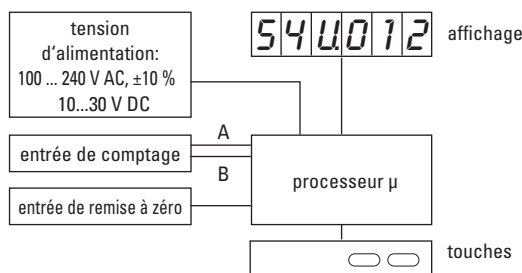 tension
d‘alimentation:
100 ... 240 V AC, ±10 %
10...30 V DC
54U.012
affichage
A
entrée de comptage
B
processeur µ
entrée de remise à zéro
touches